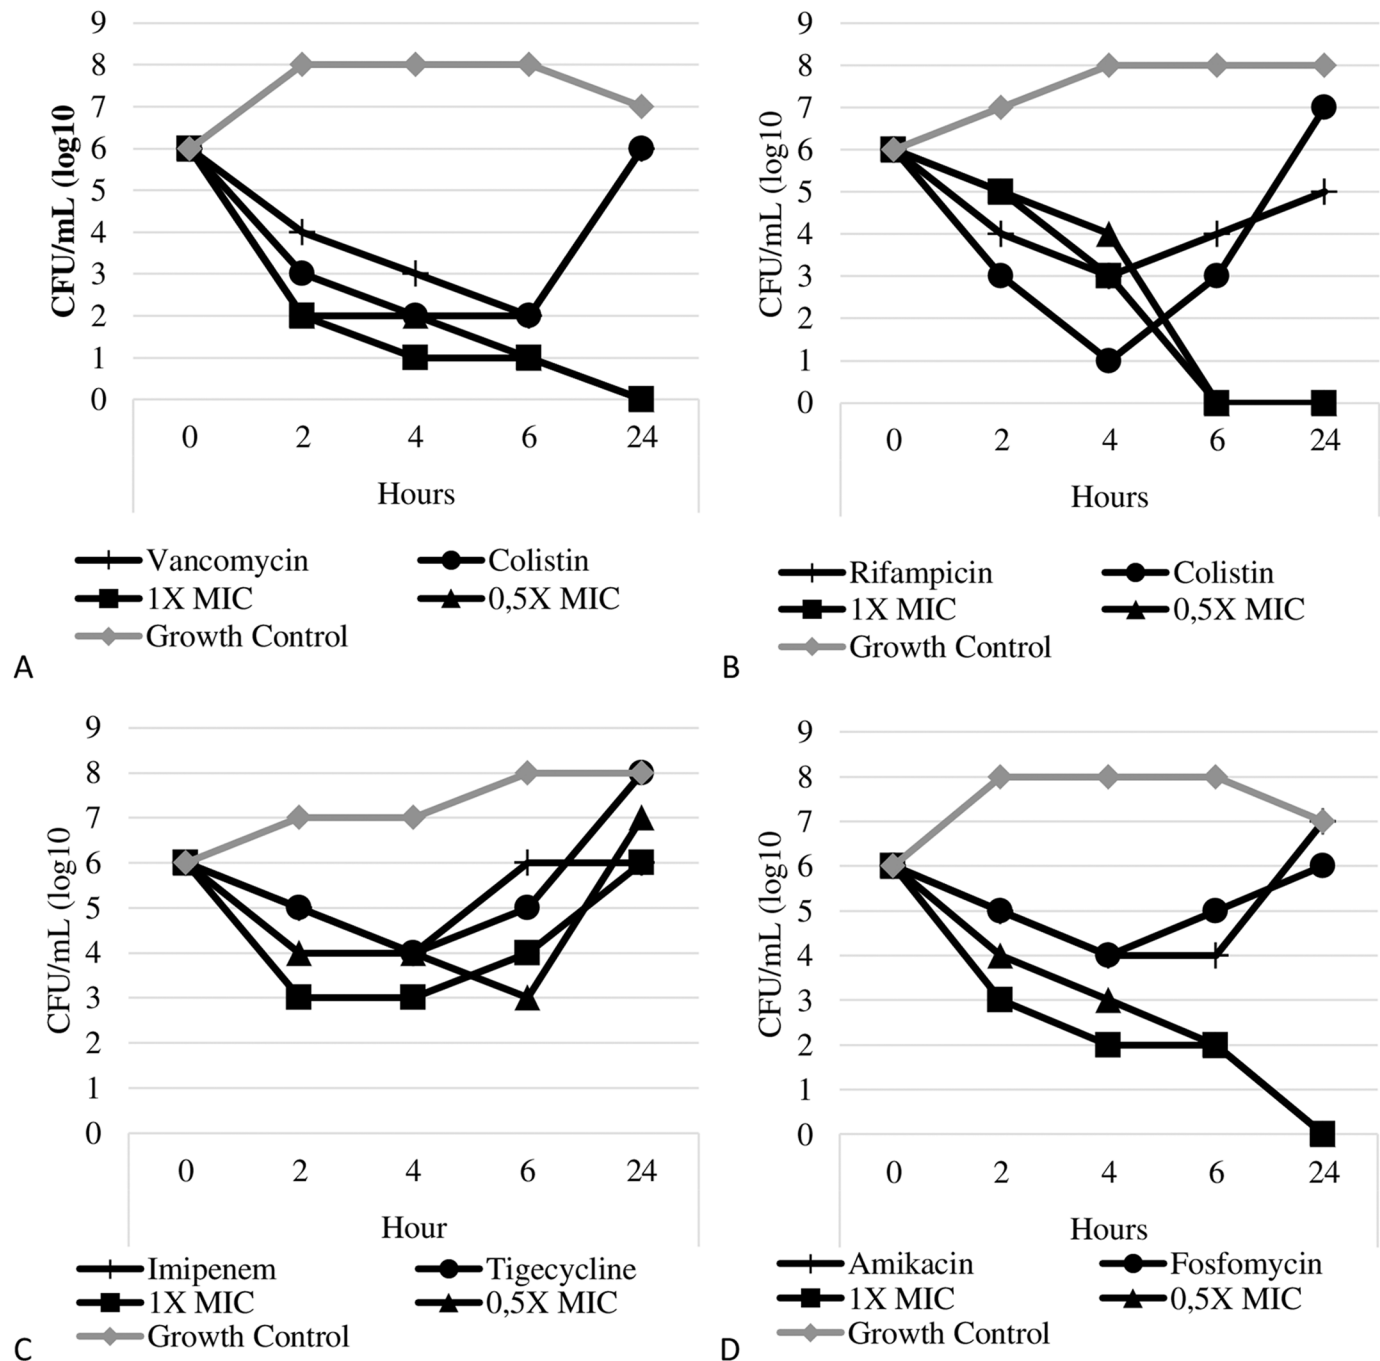 9
8
7
6
5
4
3
2
1
0
CFU/mL (log10
0 2 4 6 24
Hours
Vancomycin Colistin
1X MIC 0,5X MIC
Growth Control
A
9
8
7
6
5
4
3
2
1
0
CFU/mL (log10
0 2 4 6 24
Hours
Rifampicin Colistin
1X MIC 0,5X MIC
Growth Control
B
9
8
7
6
5
4
3
2
1
0
CFU/mL (log10
0 2 4 6 24
Hour
Imipenem Tigecycline
1X MIC 0,5X MIC
Growth Control
C
9
8
7
6
5
4
3
2
1
0
CFU/mL (log10
0 2 4 6 24
Hours
Amikacin Fosfomycin
1X MIC 0,5X MIC
Growth Control
D